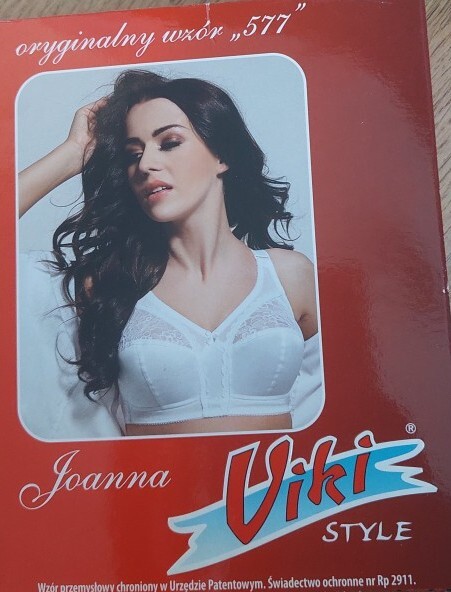 oryginalny wzór „577”
Joanna
Viki ®
STYLE
Wzór przemysłowy chroniony w Urzędzie Patentowym. Świadectwo ochronne nr Rp 2911.